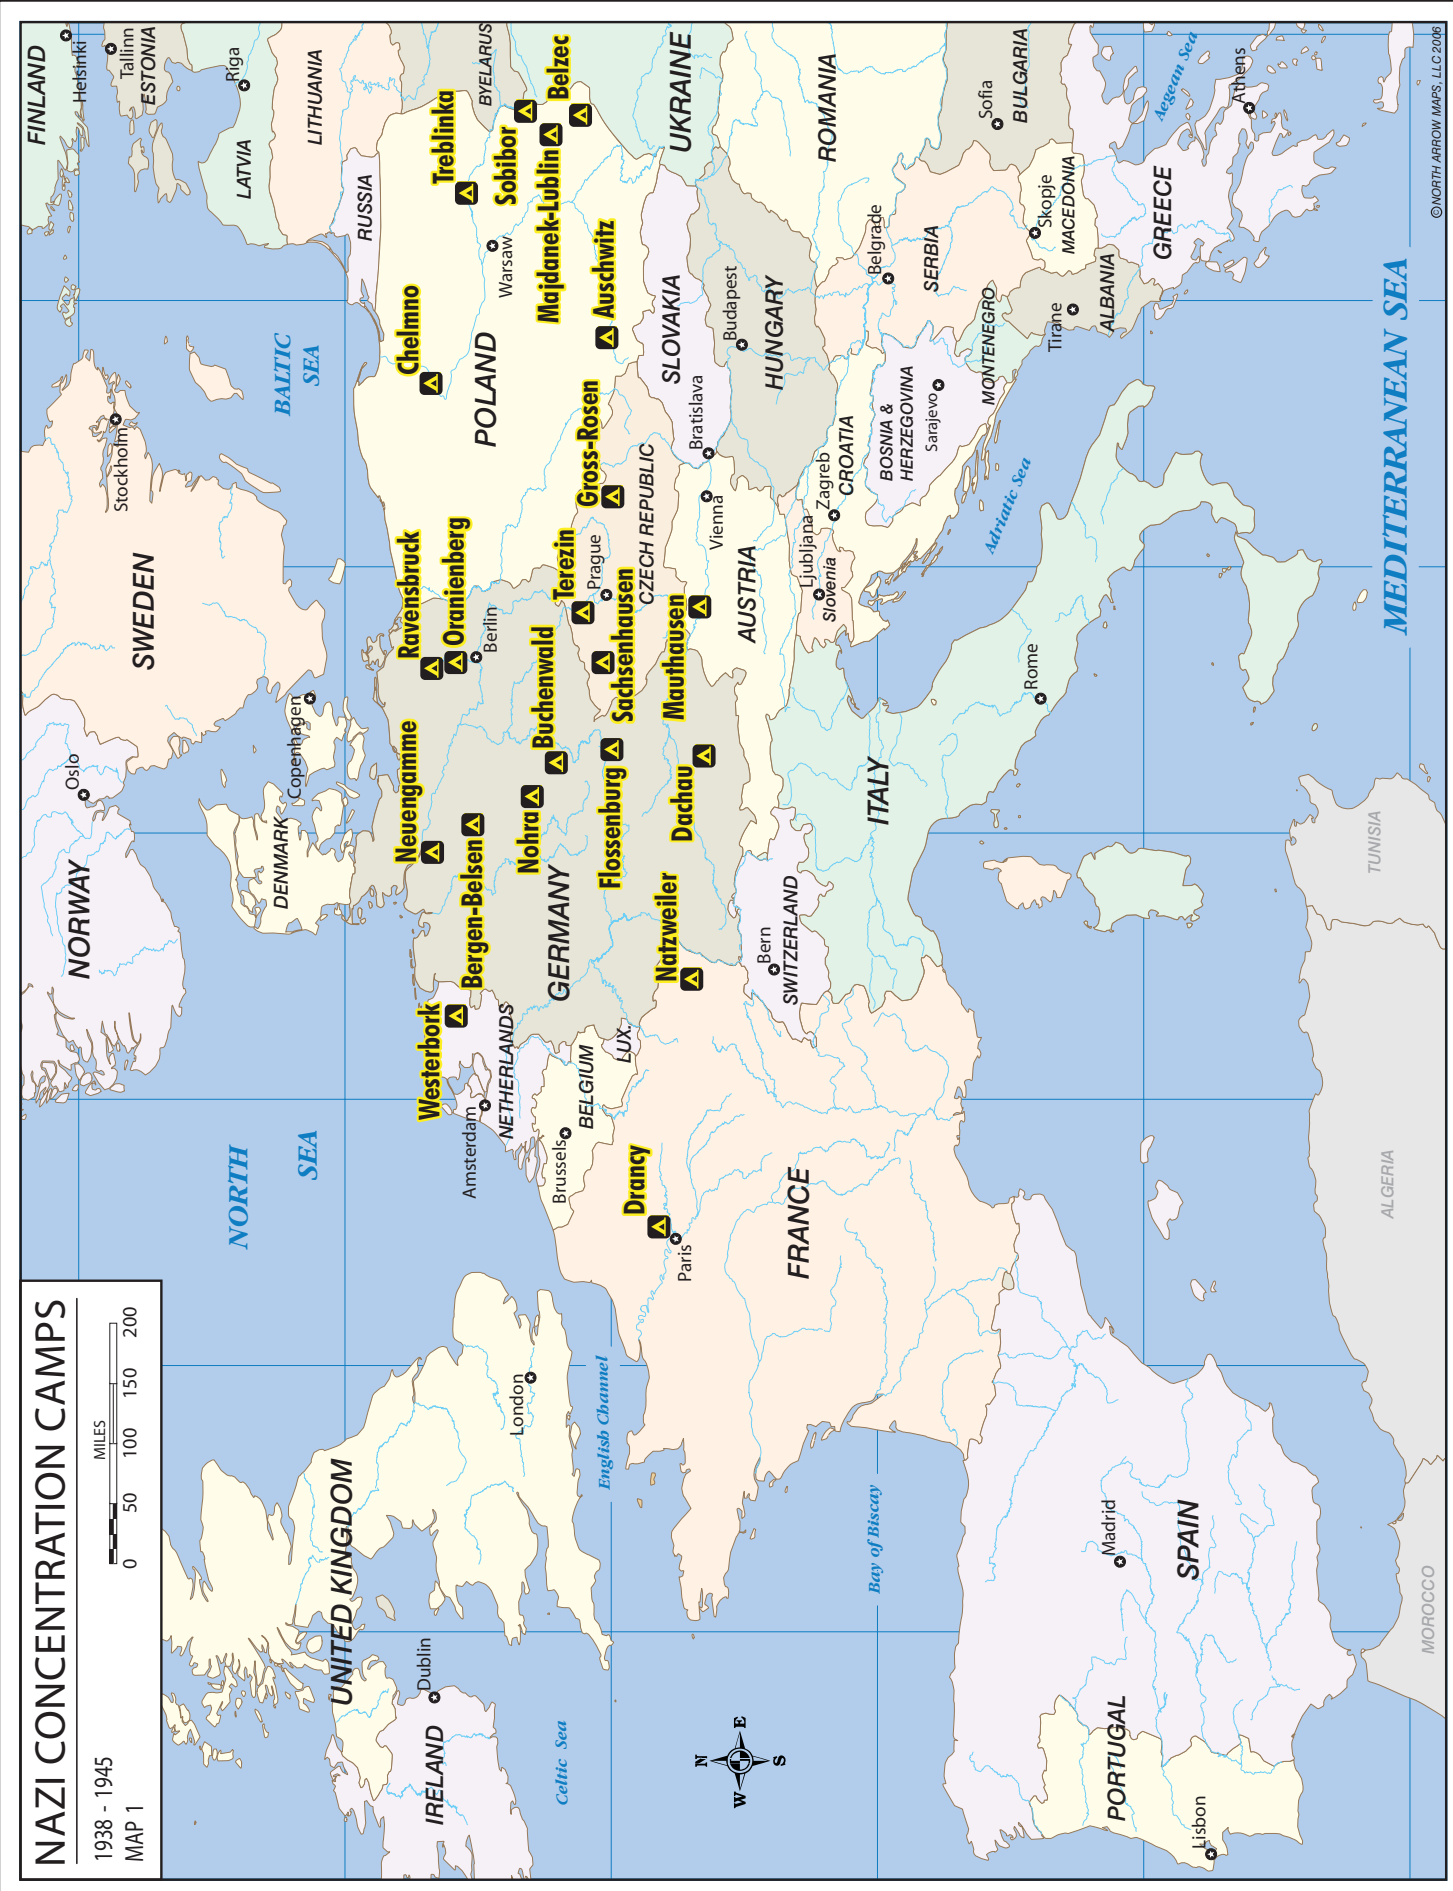 NAZI CONCENTRATION CAMPS
1938 - 1945
MAP 1
MILES
0 50 100 150 200
NORWAY
Oslo
SWEDEN
Stockholm
FINLAND
Helsinki
Tallinn
ESTONIA
Riga
LATVIA
LITHUANIA
RUSSIA
BYELARUS
BALTIC
SEA
NORTH
SEA
DENMARK
Copenhagen
UNITED KINGDOM
London
IRELAND
Dublin
Celtic Sea
English Channel
Bay of Biscay
N
W
E
S
Westerbork
Amsterdam
NETHERLANDS
Brussels
BELGIUM
LUX.
Neuengamme
Bergen-Belsen
Ravensbruck
Oranienberg
Berlin
Nohra
Buchenwald
GERMANY
Flossenburg
Sachsenhausen
Dachau
Natzweiler
Terezin
Prague
CZECH REPUBLIC
Mauthausen
Gross-Rosen
Chelmno
Treblinka
Warsaw
POLAND
Sobibor
Majdanek-Lublin
Belzec
Auschwitz
UKRAINE
SLOVAKIA
Bratislava
Vienna
AUSTRIA
Budapest
HUNGARY
ROMANIA
Drancy
Paris
FRANCE
Bern
SWITZERLAND
ITALY
Rome
Ljubljana
Slovenia
Zagreb
CROATIA
BOSNIA &
HERZEGOVINA
Sarajevo
Belgrade
SERBIA
MONTENEGRO
Sofia
BULGARIA
Skopje
MACEDONIA
Tirane
ALBANIA
GREECE
Athens
Aegean Sea
Adriatic Sea
MEDITERRANEAN SEA
PORTUGAL
Lisbon
SPAIN
Madrid
MOROCCO
ALGERIA
TUNISIA
©NORTH ARROW MAPS, LLC 2006